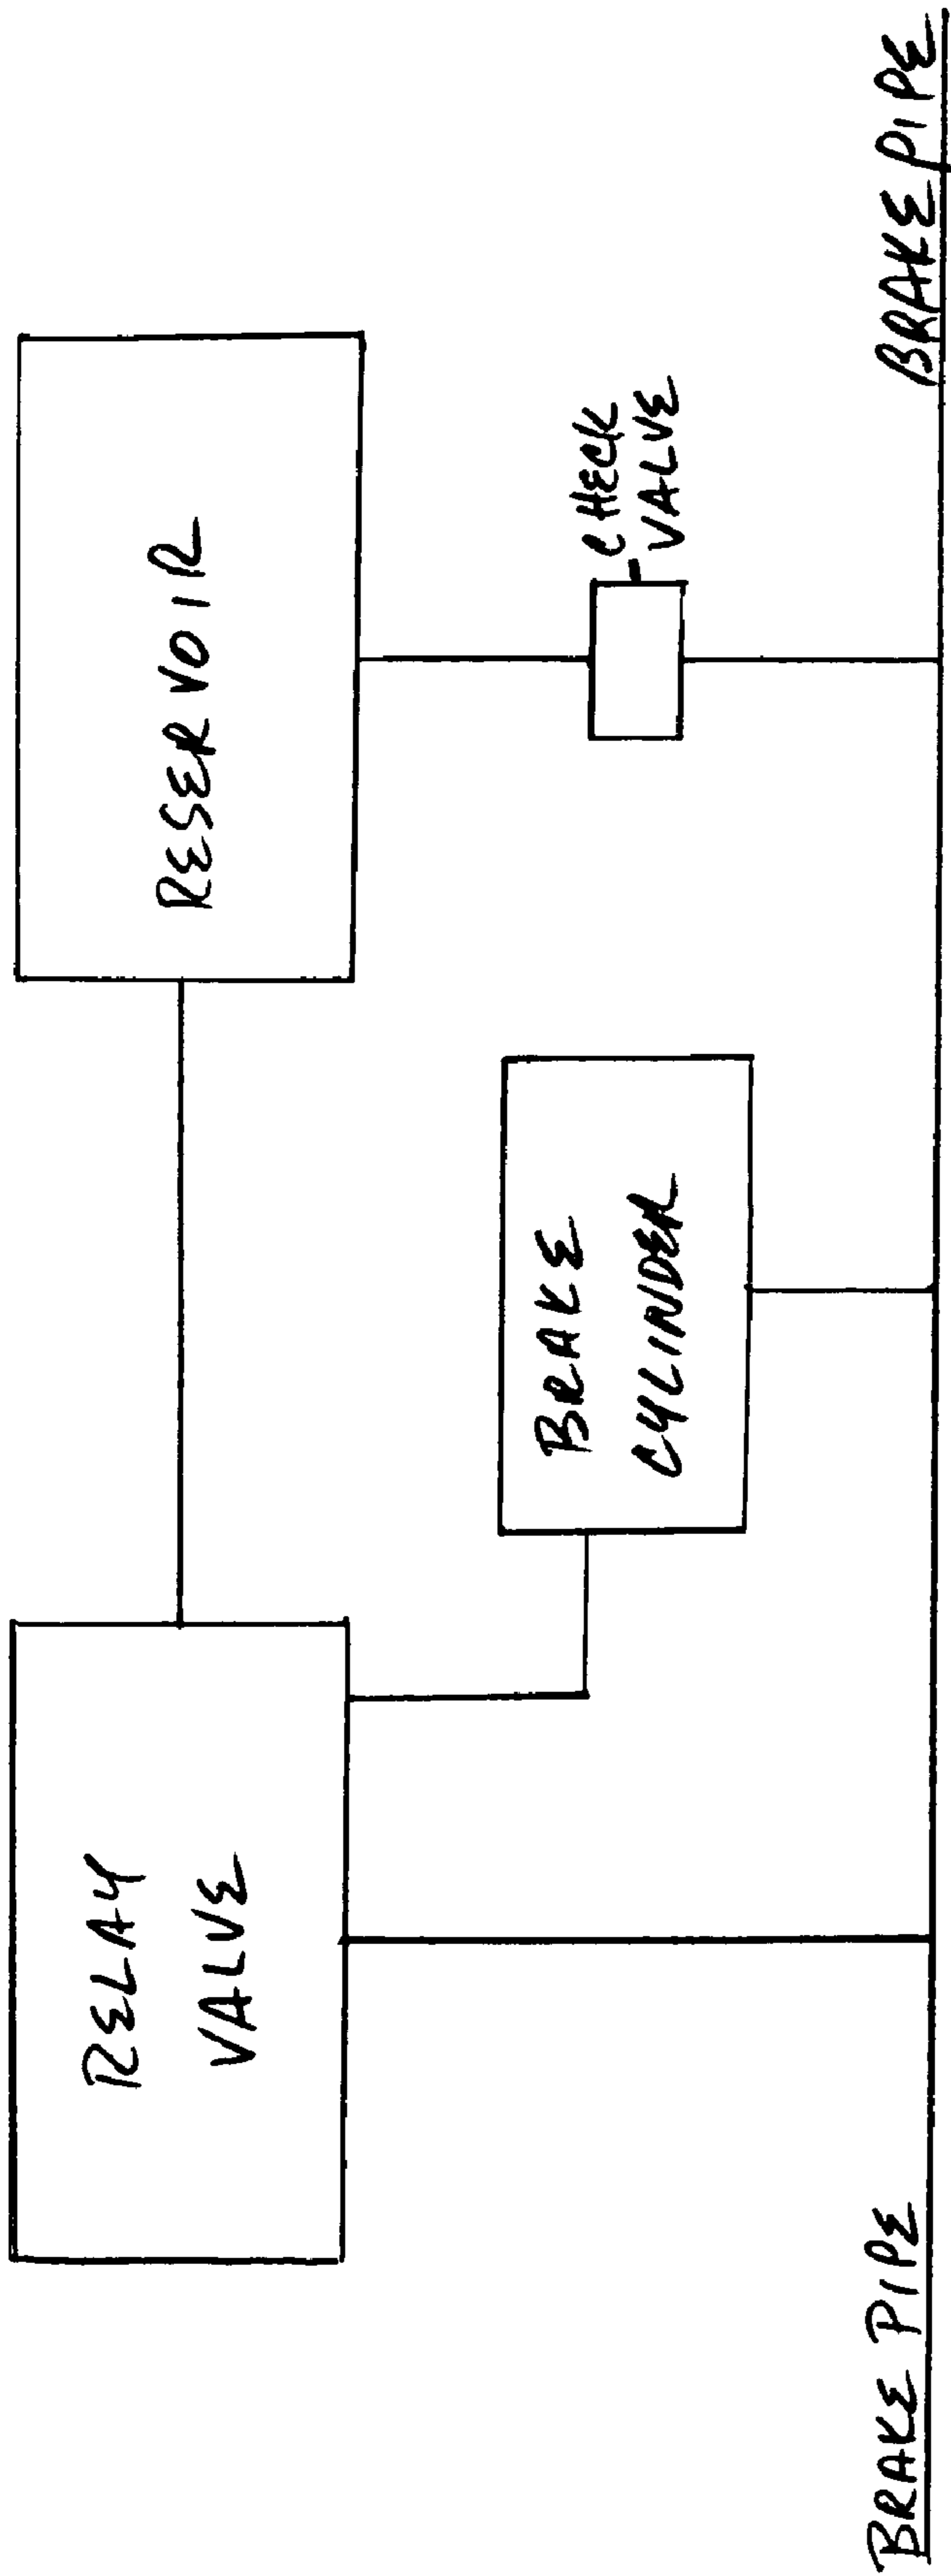 RELAY
VALVE
RESERVOIR
BRAKE
CYLINDER
CHECK
VALVE
BRAKE PIPE
BRAKE PIPE